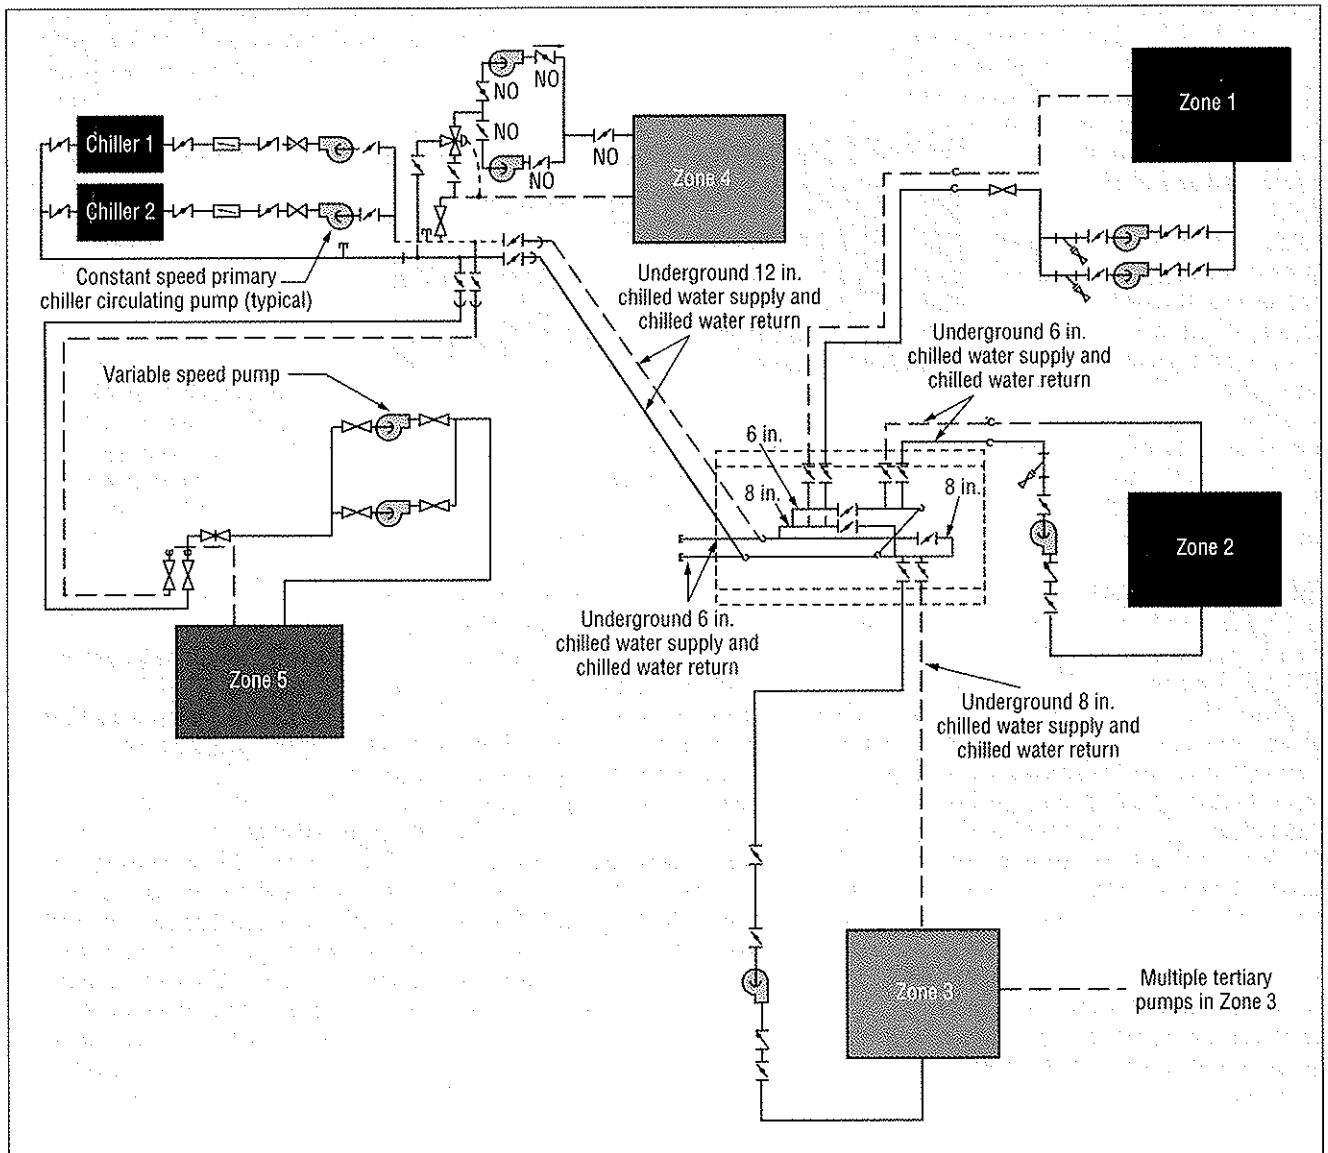 Zone 1
NO
NO
Chiller 1
NO
NO
NO
Zone 4
Chiller 2
Constant speed primary
chiller circulating pump (typical)
Underground 12 in.
chilled water supply and
chilled water return
Underground 6 in.
chilled water supply and
chilled water return
Variable speed pump
6 in.
8 in.
8 in.
Zone 2
Underground 6 in.
chilled water supply and
chilled water return
Zone 5
Underground 8 in.
chilled water supply and
chilled water return
Zone 3
Multiple tertiary
pumps in Zone 3